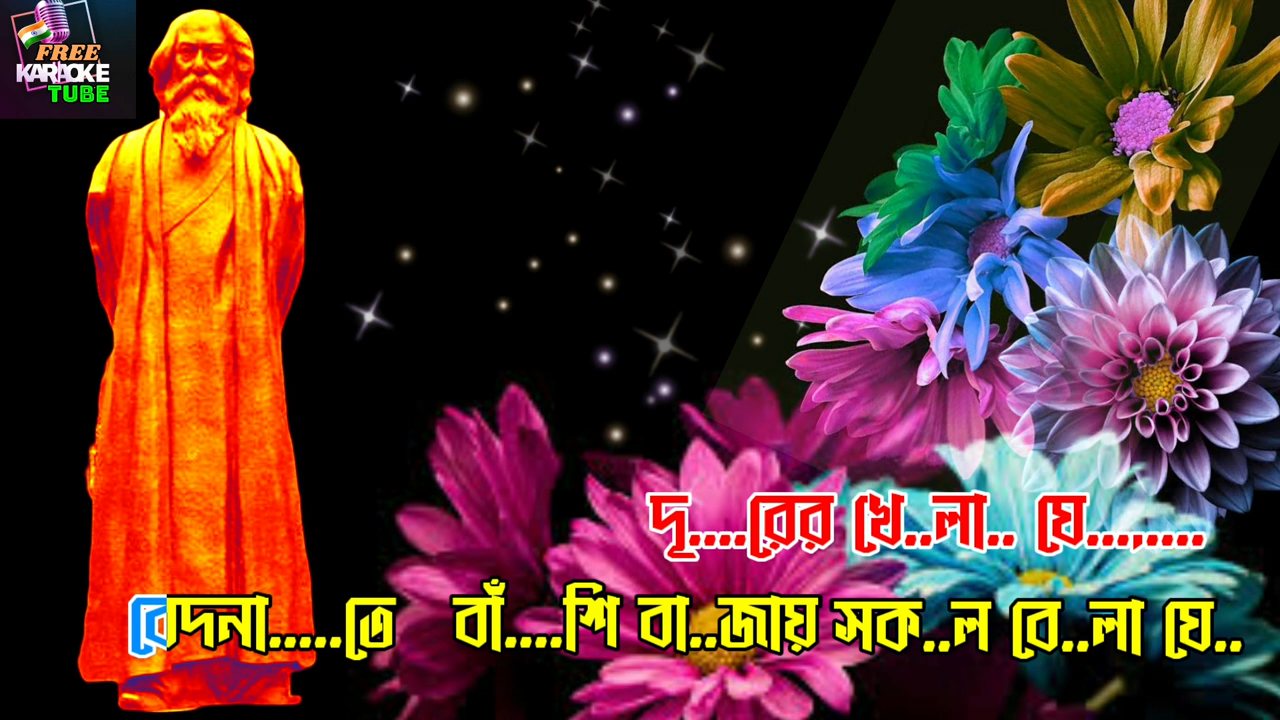 FREE
KARAOKE
TUBE
দূ....রের খে..লা.. যে...,....
বেদনা.....তে বাঁ....শি বা..জায় সক..ল বে..লা যে..